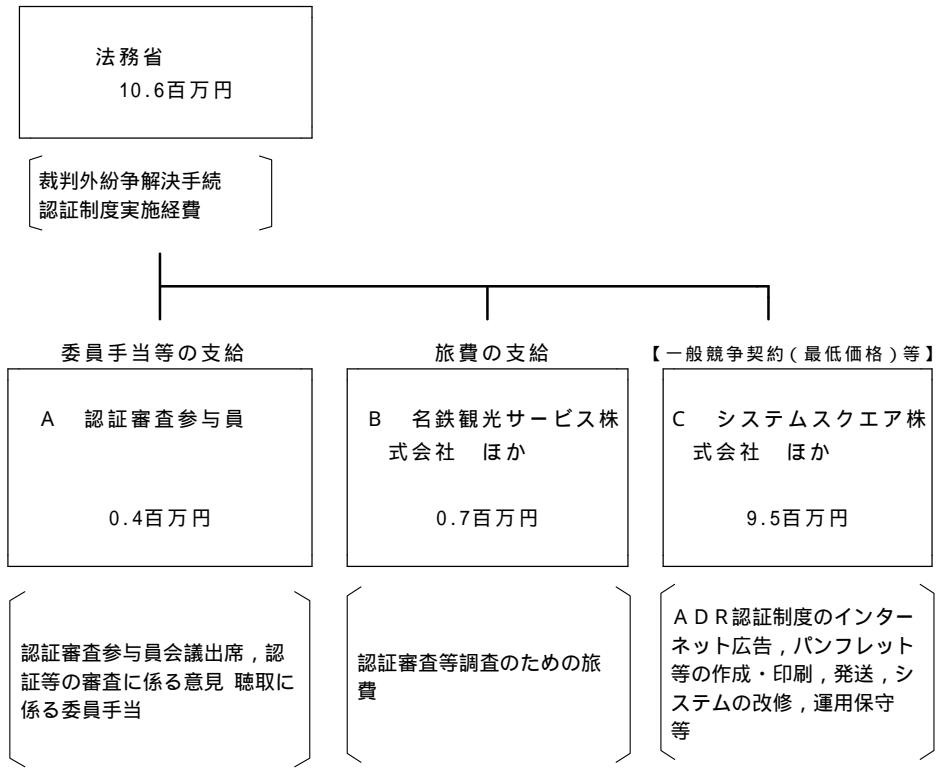 法務省
10.6百万円
裁判外紛争解決手続
認証制度実施経費
委員手当等の支給
A 認証審査参与員
0.4百万円
認証審査参与員会議出席，認
証等の審査に係る意見 聴取に
係る委員手当
旅費の支給
B 名鉄観光サービス株
式会社 ほか
0.7百万円
認証審査等調査のための旅
費
【一般競争契約（最低価格）等】
C システムスクエア株
式会社 ほか
9.5百万円
ＡＤＲ認証制度のインター
ネット広告，パンフレット
等の作成・印刷，発送，シ
ステムの改修，運用保守
等